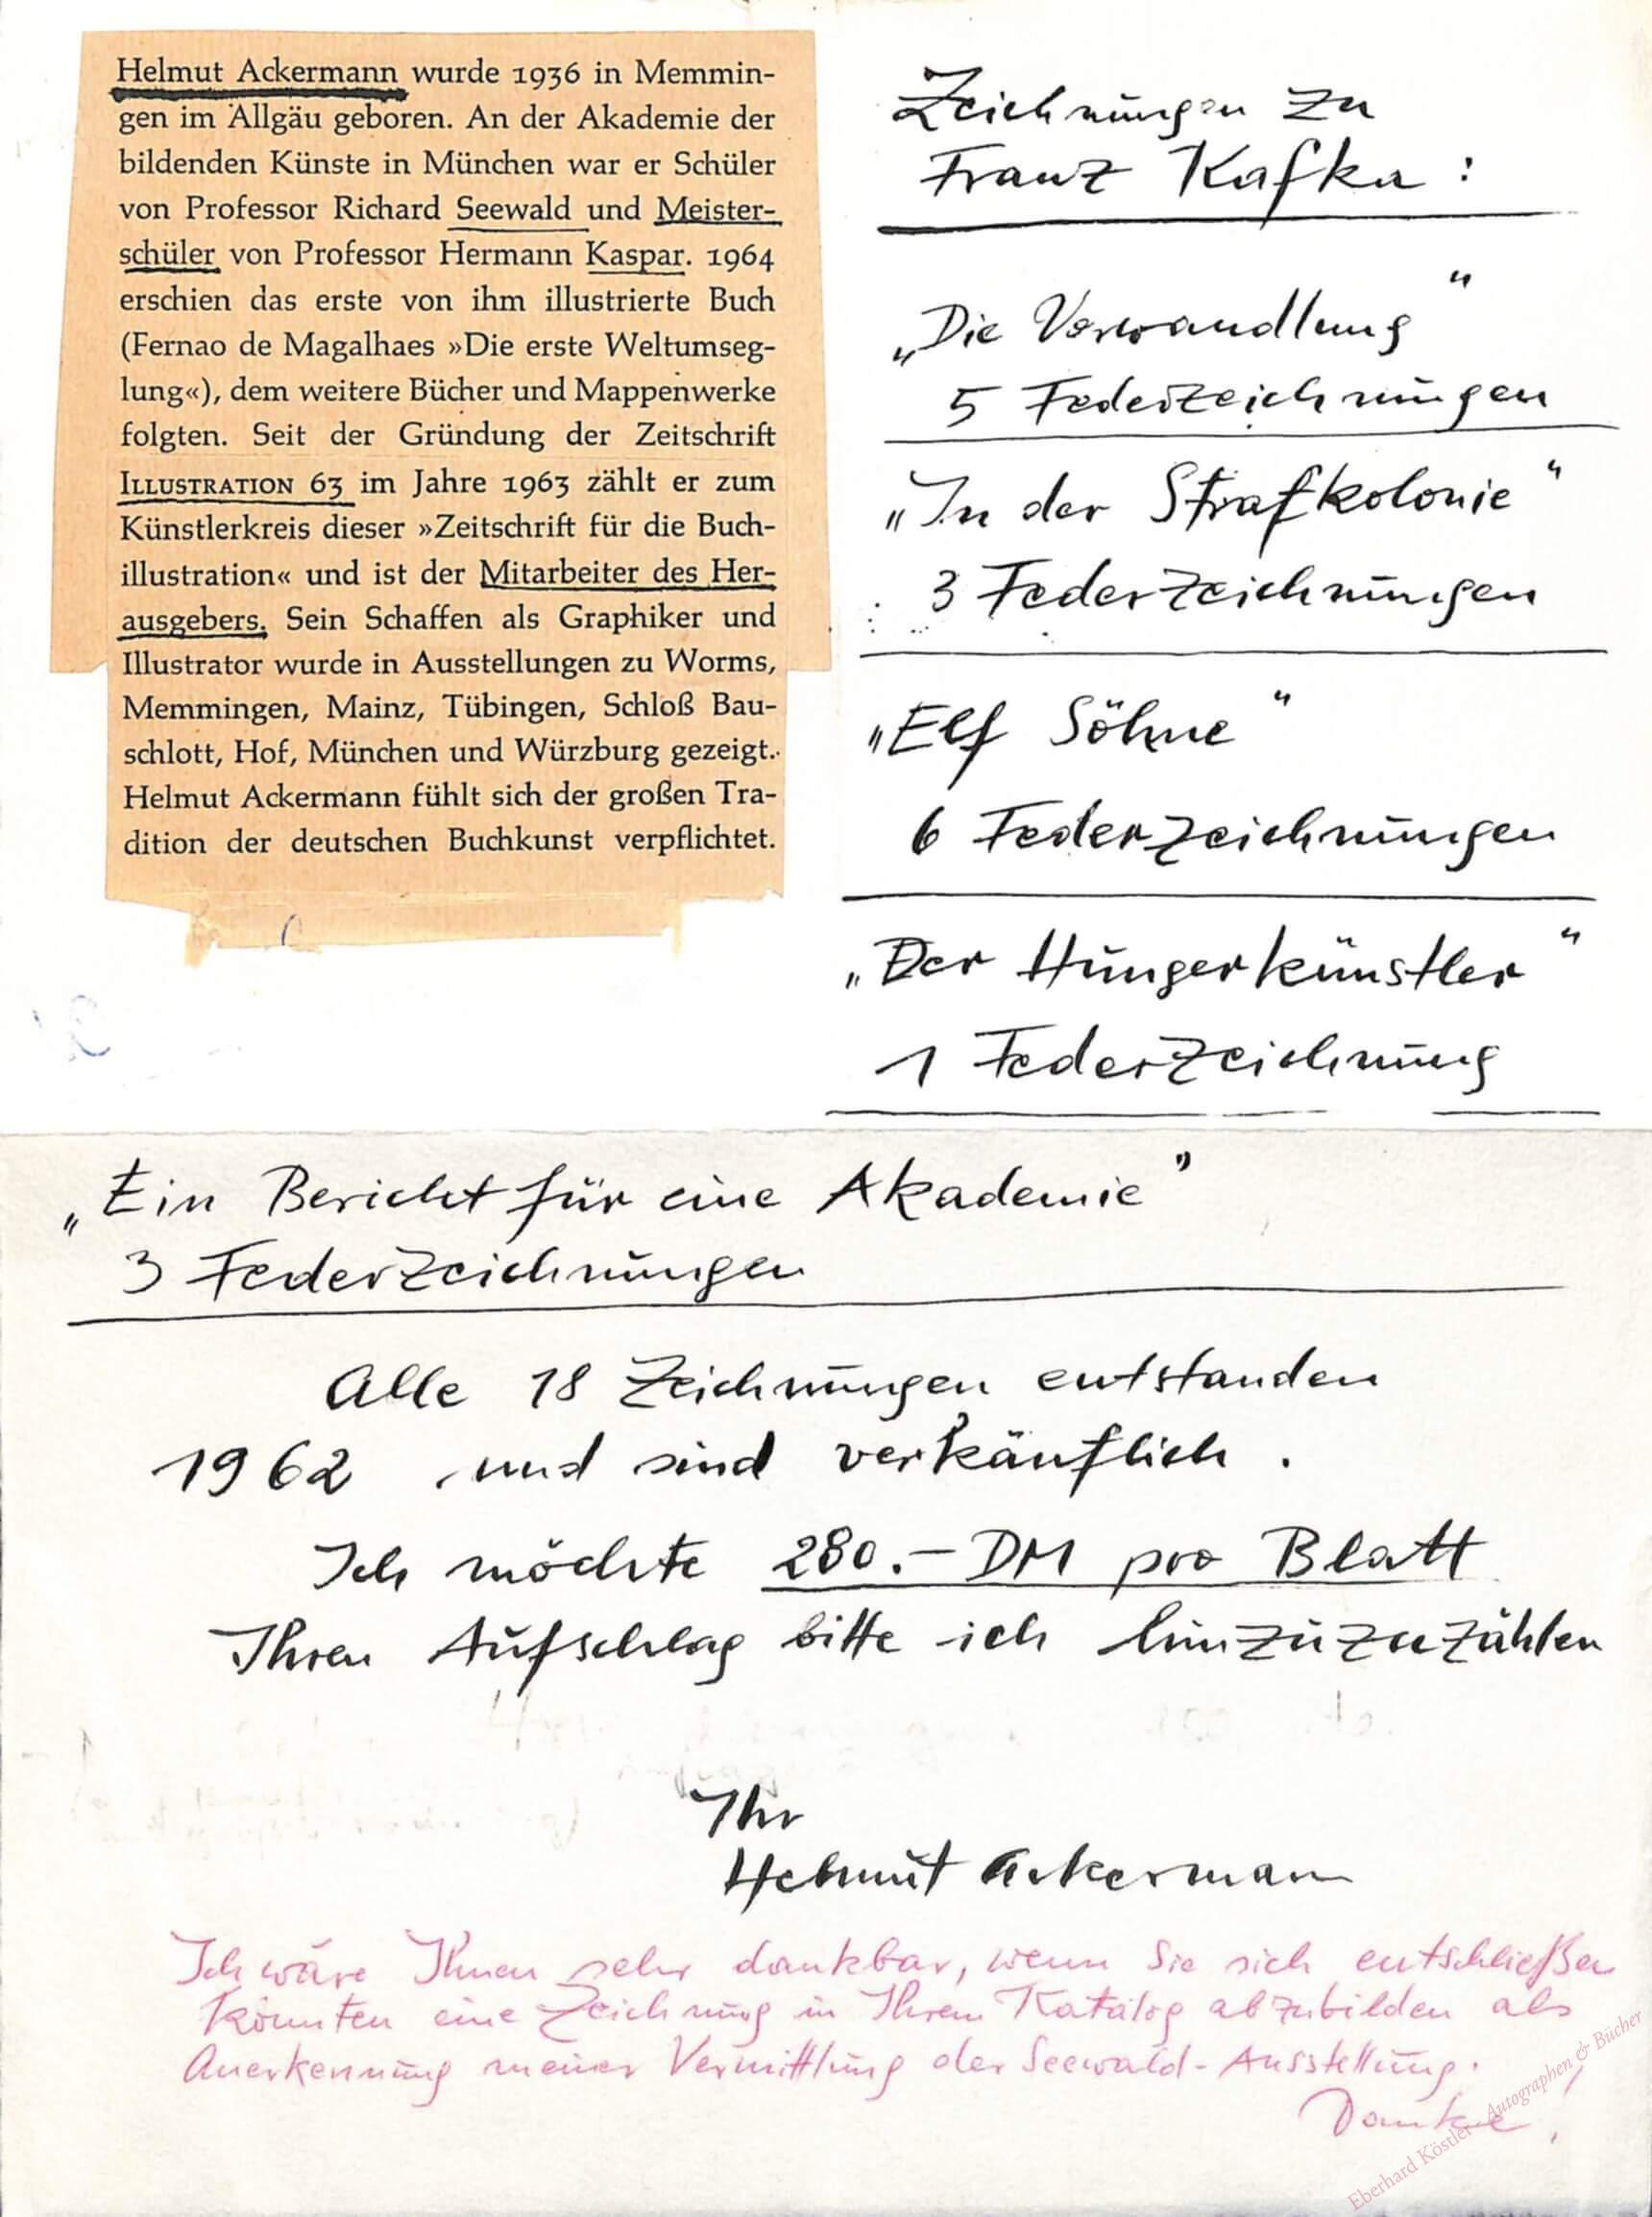 Helmut Ackermann wurde 1936 in Memmin-
gen im Allgäu geboren. An der Akademie der
bildenden Künste in München war er Schüler
von Professor Richard Seewald und Meister-
schüler von Professor Hermann Kaspar. 1964
erschien das erste von ihm illustrierte Buch
(Fernao de Magalhaes »Die erste Weltumseg-
lung«), dem weitere Bücher und Mappenwerke
folgten. Seit der Gründung der Zeitschrift
ILLUSTRATION 63 im Jahre 1963 zählt er zum
Künstlerkreis dieser »Zeitschrift für die Buch-
illustration« und ist der Mitarbeiter des Her-
ausgebers. Sein Schaffen als Graphiker und
Illustrator wurde in Ausstellungen zu Worms,
Memmingen, Mainz, Tübingen, Schloß Bau-
schlott, Hof, München und Würzburg gezeigt.
Helmut Ackermann fühlt sich der großen Tra-
dition der deutschen Buchkunst verpflichtet.
Zeichnungen zu
Franz Kafka :
„Die Verwandlung“
5 Federzeichnungen
„In der Strafkolonie“
3 Federzeichnungen
„Elf Söhne“
6 Federzeichnungen
„Der Hungerkünstler“
1 Federzeichnung
„Ein Bericht für eine Akademie”
3 Federzeichnungen
Alle 18 Zeichnungen entstanden
1962 und sind verkäuflich .
Ich möchte 280.– DM pro Blatt
Ihren Aufschlag bitte ich hinzuzuzählen
Ihr
Helmut Ackermann
Ich wäre Ihnen sehr dankbar, wenn Sie sich entschließen
könnten eine Zeichnung in Ihrem Katalog abzubilden als
Anerkennung meiner Vermittlung der Seewald-Ausstellung.
Danke,
Eberhard Köstler Autographen & Bücher